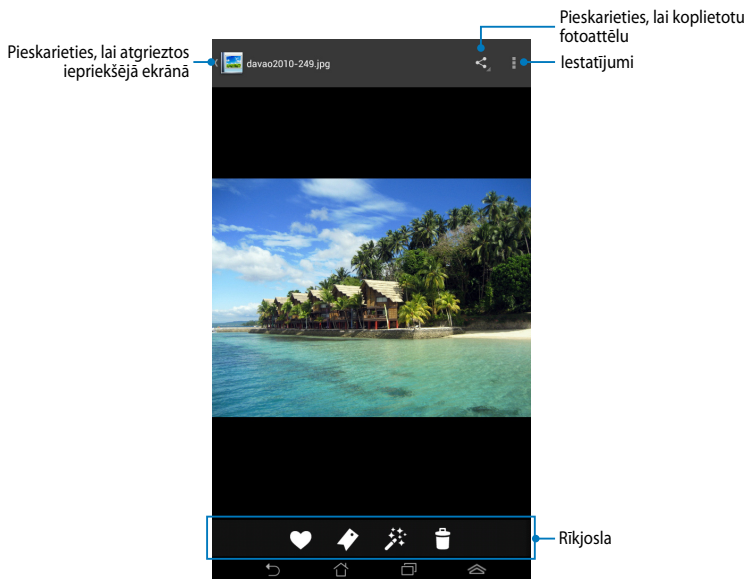 Pieskarieties, lai koplietotu
fotoattēlu
Pieskarieties, lai atgrieztos
iepriekšējā ekrānā
davao2010-249.jpg
Iestatījumi
Rīkjosla